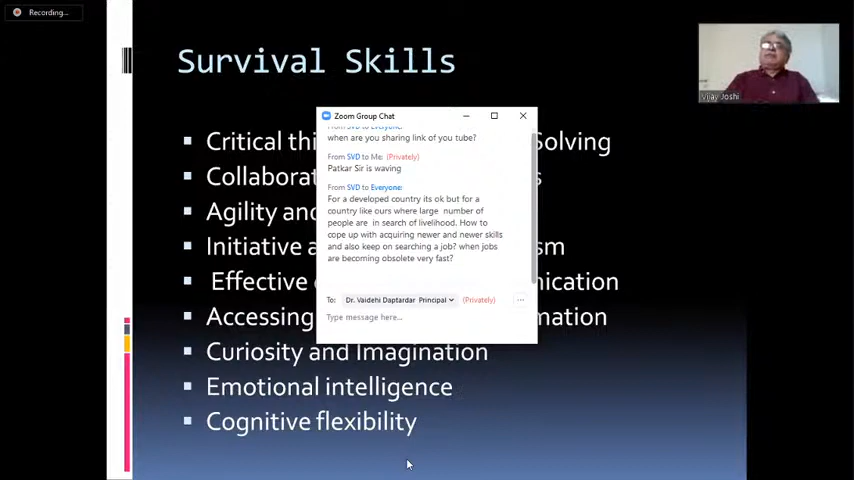 Recording...
Survival Skills
Vijay Joshi
Zoom Group Chat
From SVD to Everyone:
when are you sharing link of you tube?
From SVD to Me: (Privately)
Patkar Sir is waving
From SVD to Everyone:
For a developed country its ok but for a
country like ours where large number of
people are in search of livelihood. How to
cope up with acquiring newer and newer skills
and also keep on searching a job? when jobs
are becoming obsolete very fast?
To: Dr. Vaidehi Daptardar Principal (Privately) ...
Type message here...
Critical thi Solving
Collaborat s
Agility and
Initiative a sm
Effective nication
Accessing mation
Curiosity and Imagination
Emotional intelligence
Cognitive flexibility